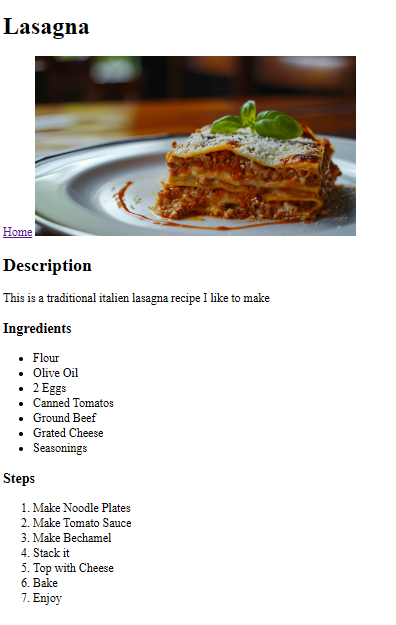 Lasagna
Home
Description
This is a traditional italien lasagna recipe I like to make
Ingredients
Flour
Olive Oil
2 Eggs
Canned Tomatos
Ground Beef
Grated Cheese
Seasonings
Steps
1. Make Noodle Plates
2. Make Tomato Sauce
3. Make Bechamel
4. Stack it
5. Top with Cheese
6. Bake
7. Enjoy